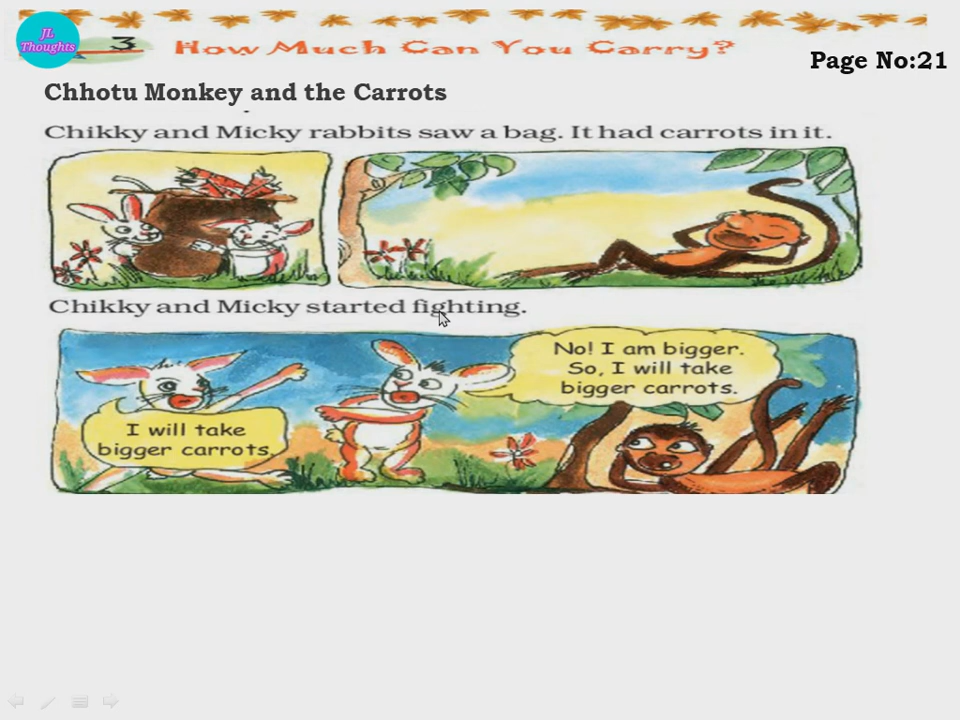 JL
Thoughts
3
How Much Can You Carry?
Page No:21
Chhotu Monkey and the Carrots
Chikky and Micky rabbits saw a bag. It had carrots in it.
Chikky and Micky started fighting.
No! I am bigger.
So, I will take
bigger carrots.
I will take
bigger carrots.